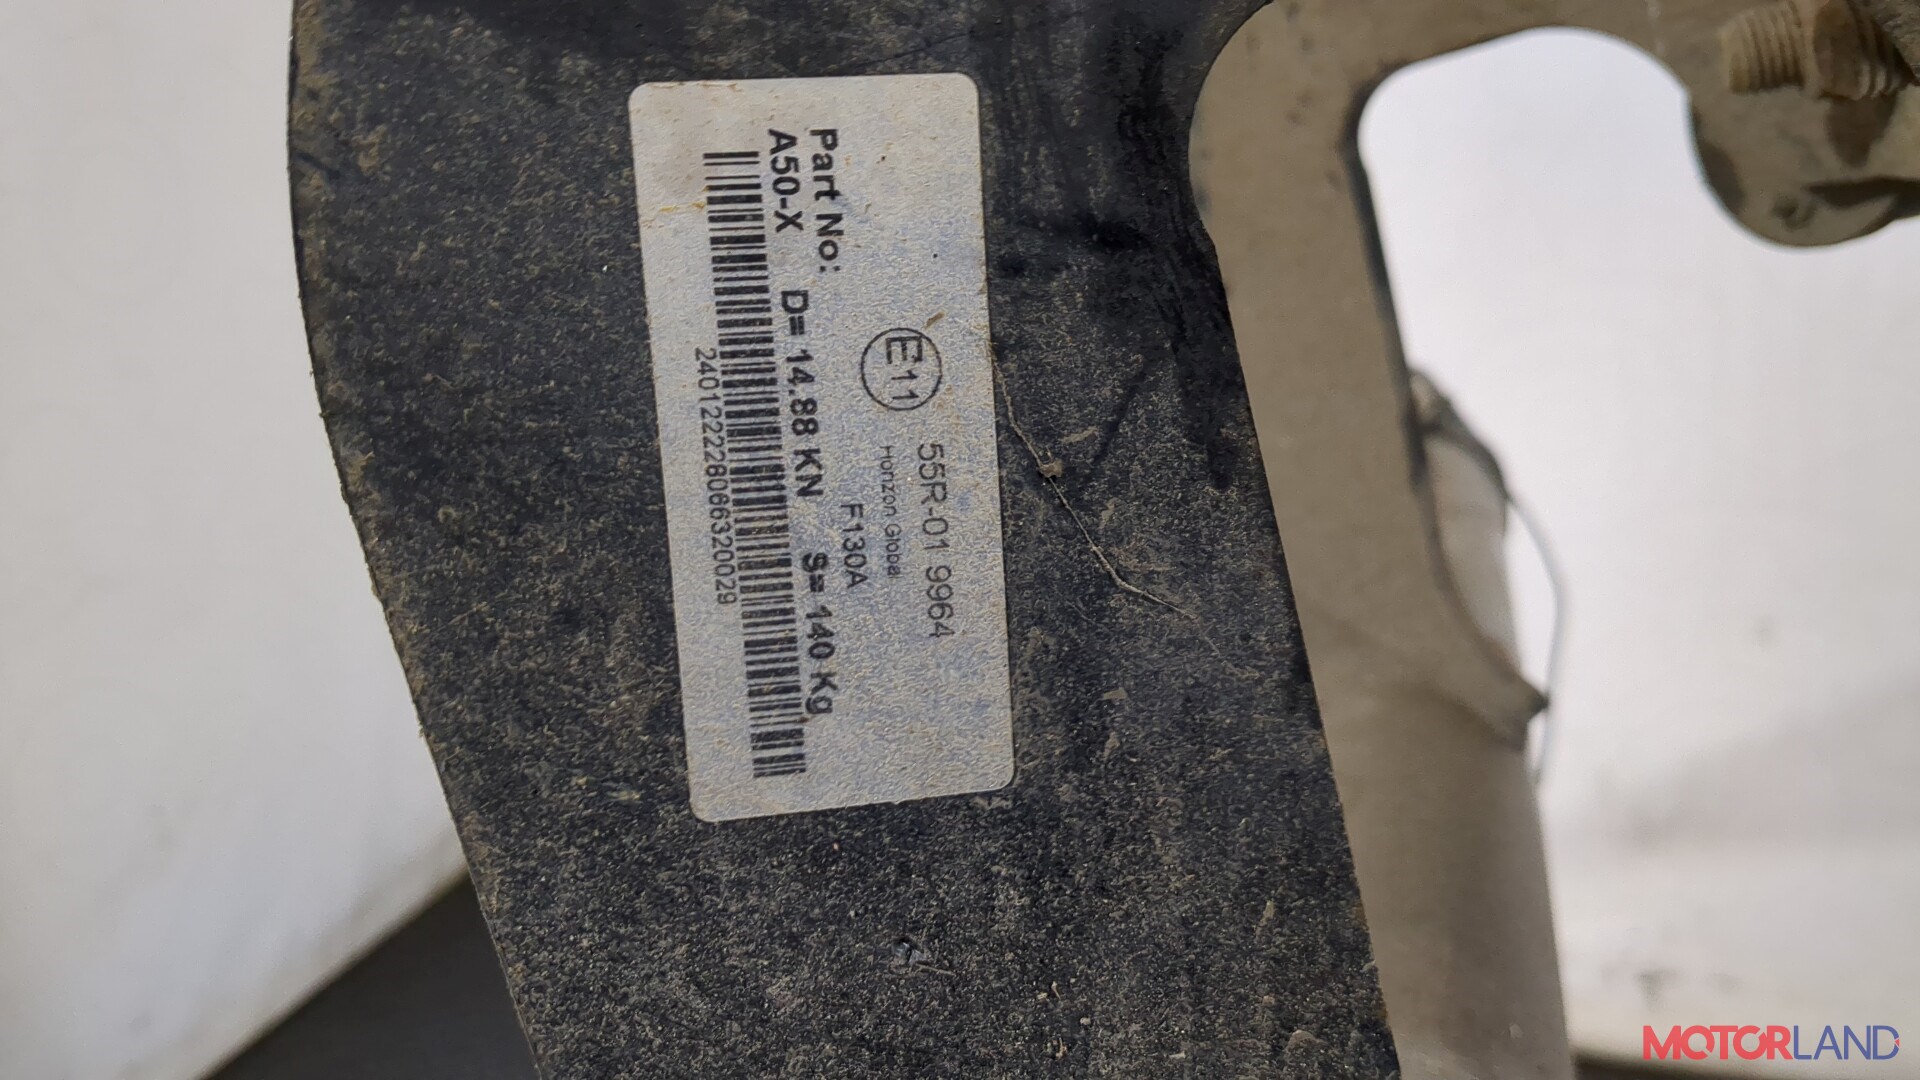 E11 55R-01 9964
Horizon Global
Part No: F130A
A50-X D= 14.88 KN S= 140 Kg
240122228066320029
MOTORLAND